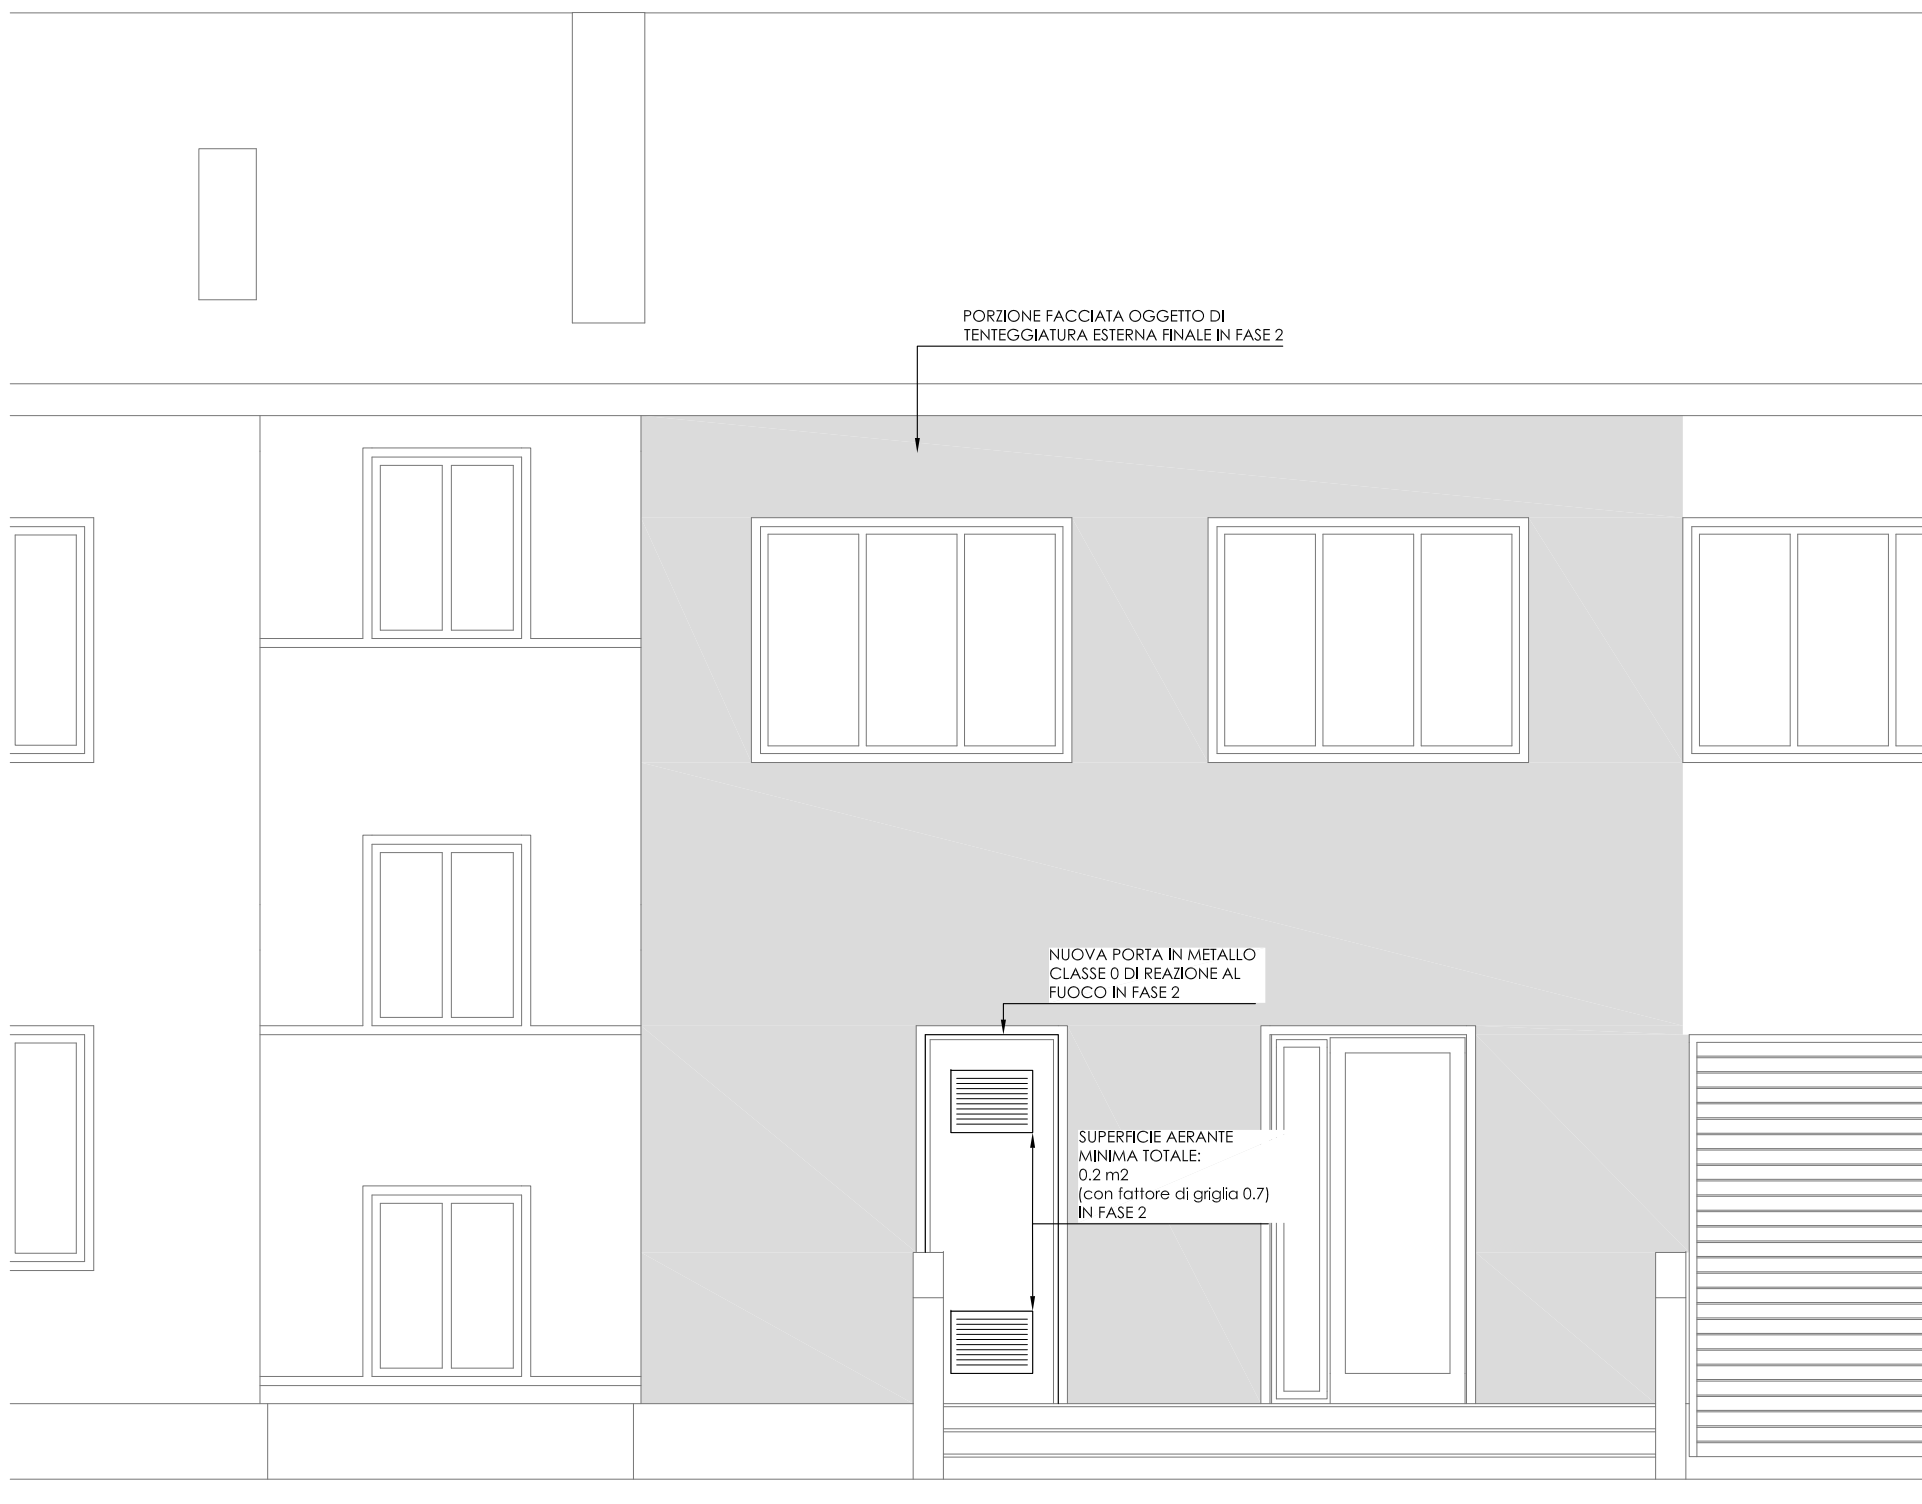 PORZIONE FACCIATA OGGETTO DI
TENTEGGIATURA ESTERNA FINALE IN FASE 2
NUOVA PORTA IN METALLO
CLASSE 0 DI REAZIONE AL
FUOCO IN FASE 2
SUPERFICIE AERANTE
MINIMA TOTALE:
0.2 m2
(con fattore di griglia 0.7)
IN FASE 2